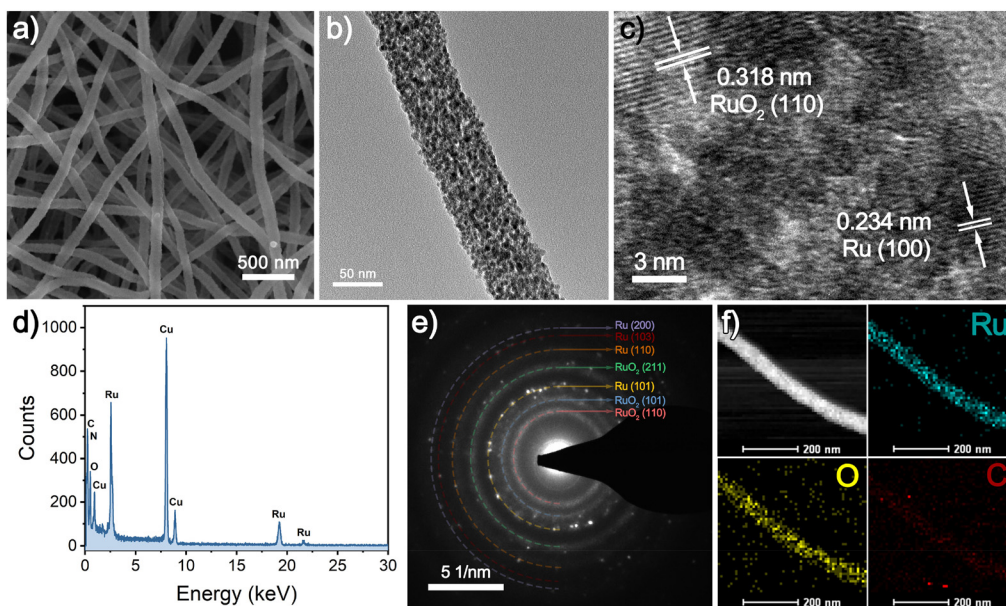 a)
500 nm
b)
50 nm
c)
0.318 nm
RuO₂ (110)
0.234 nm
Ru (100)
3 nm
d)
1000
800
600
400
200
0
Counts
C
N
O
Cu
Ru
Cu
Cu
Ru
Ru
0 5 10 15 20 25 30
Energy (keV)
e)
Ru (200)
Ru (103)
Ru (110)
RuO₂ (211)
Ru (101)
RuO₂ (101)
RuO₂ (110)
5 1/nm
f)
200 nm
Ru
200 nm
O
200 nm
C
200 nm